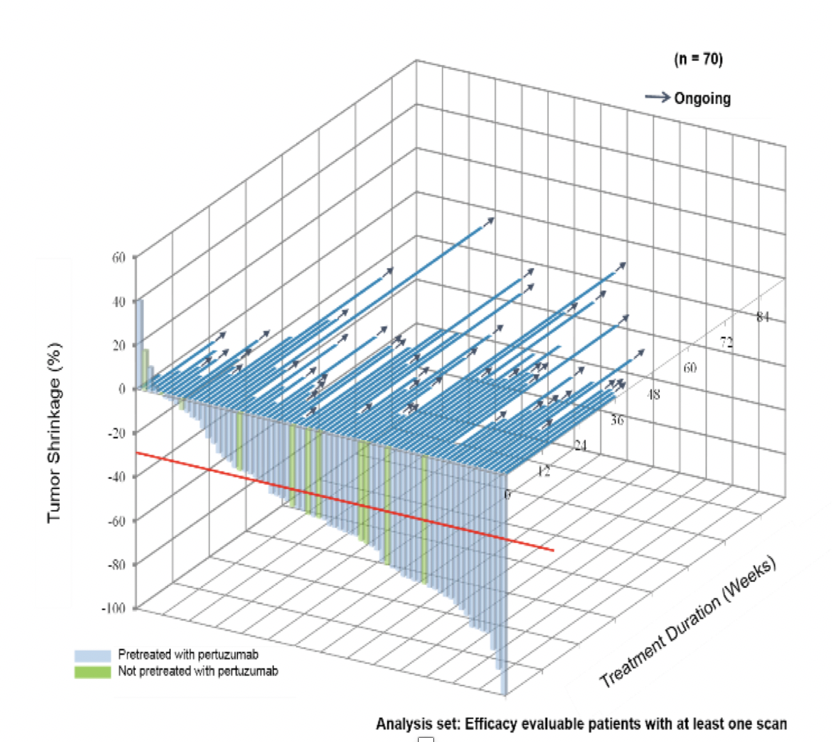 (n = 70)
Ongoing
60
40
20
0
-20
-40
-60
-80
-100
Tumor Shrinkage (%)
84
72
60
48
36
24
12
0
Treatment Duration (Weeks)
Pretreated with pertuzumab
Not pretreated with pertuzumab
Analysis set: Efficacy evaluable patients with at least one scan